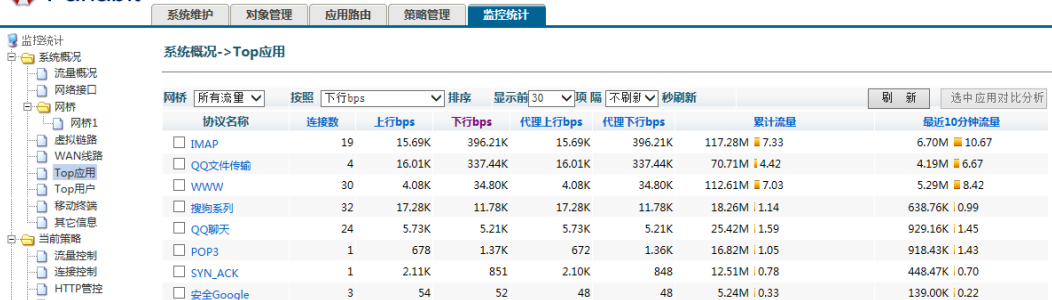 系统维护 对象管理 应用路由 策略管理 监控统计
监控统计
系统概况
流量概况
网络接口
网桥
网桥1
虚拟链路
WAN线路
Top应用
Top用户
移动终端
其它信息
当前策略
流量控制
连接控制
HTTP管控
系统概况->Top应用
网桥 所有流量 按照 下行bps 排序 显示前 30 项 隔 不刷新 秒刷新 刷 新 选中应用对比分析
协议名称 连接数 上行bps 下行bps 代理上行bps 代理下行bps 累计流量 最近10分钟流量
IMAP 19 15.69K 396.21K 15.69K 396.21K 117.28M 7.33 6.70M 10.67
QQ文件传输 4 16.01K 337.44K 16.01K 337.44K 70.71M 4.42 4.19M 6.67
WWW 30 4.08K 34.80K 4.08K 34.80K 112.61M 7.03 5.29M 8.42
搜狗系列 32 17.28K 11.78K 17.28K 11.78K 18.26M 1.14 638.76K 0.99
QQ聊天 24 5.73K 5.21K 5.73K 5.21K 25.42M 1.59 929.16K 1.45
POP3 1 678 1.37K 672 1.36K 16.82M 1.05 918.43K 1.43
SYN_ACK 1 2.11K 851 2.10K 848 12.51M 0.78 448.47K 0.70
安全Google 3 54 52 48 48 5.24M 0.33 139.00K 0.22